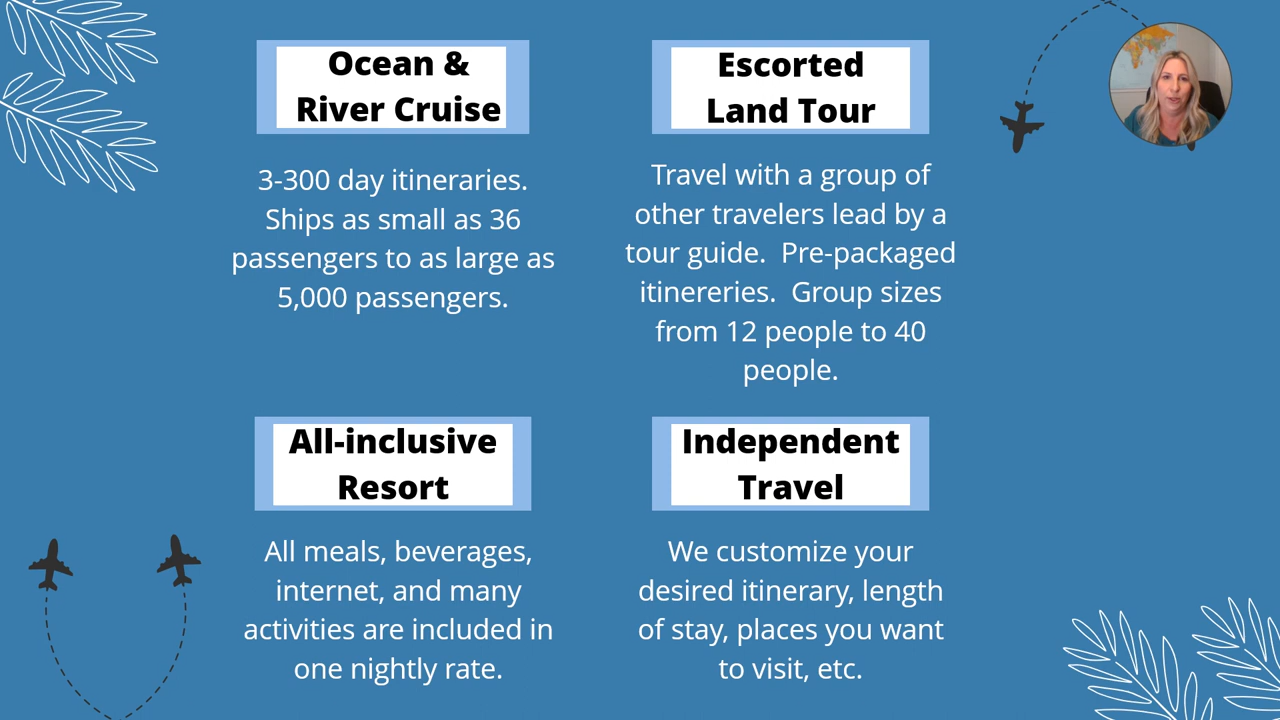 Ocean &
River Cruise
3-300 day itineraries.
Ships as small as 36
passengers to as large as
5,000 passengers.
Escorted
Land Tour
Travel with a group of
other travelers lead by a
tour guide.  Pre-packaged
itinereries.  Group sizes
from 12 people to 40
people.
All-inclusive
Resort
All meals, beverages,
internet, and many
activities are included in
one nightly rate.
Independent
Travel
We customize your
desired itinerary, length
of stay, places you want
to visit, etc.